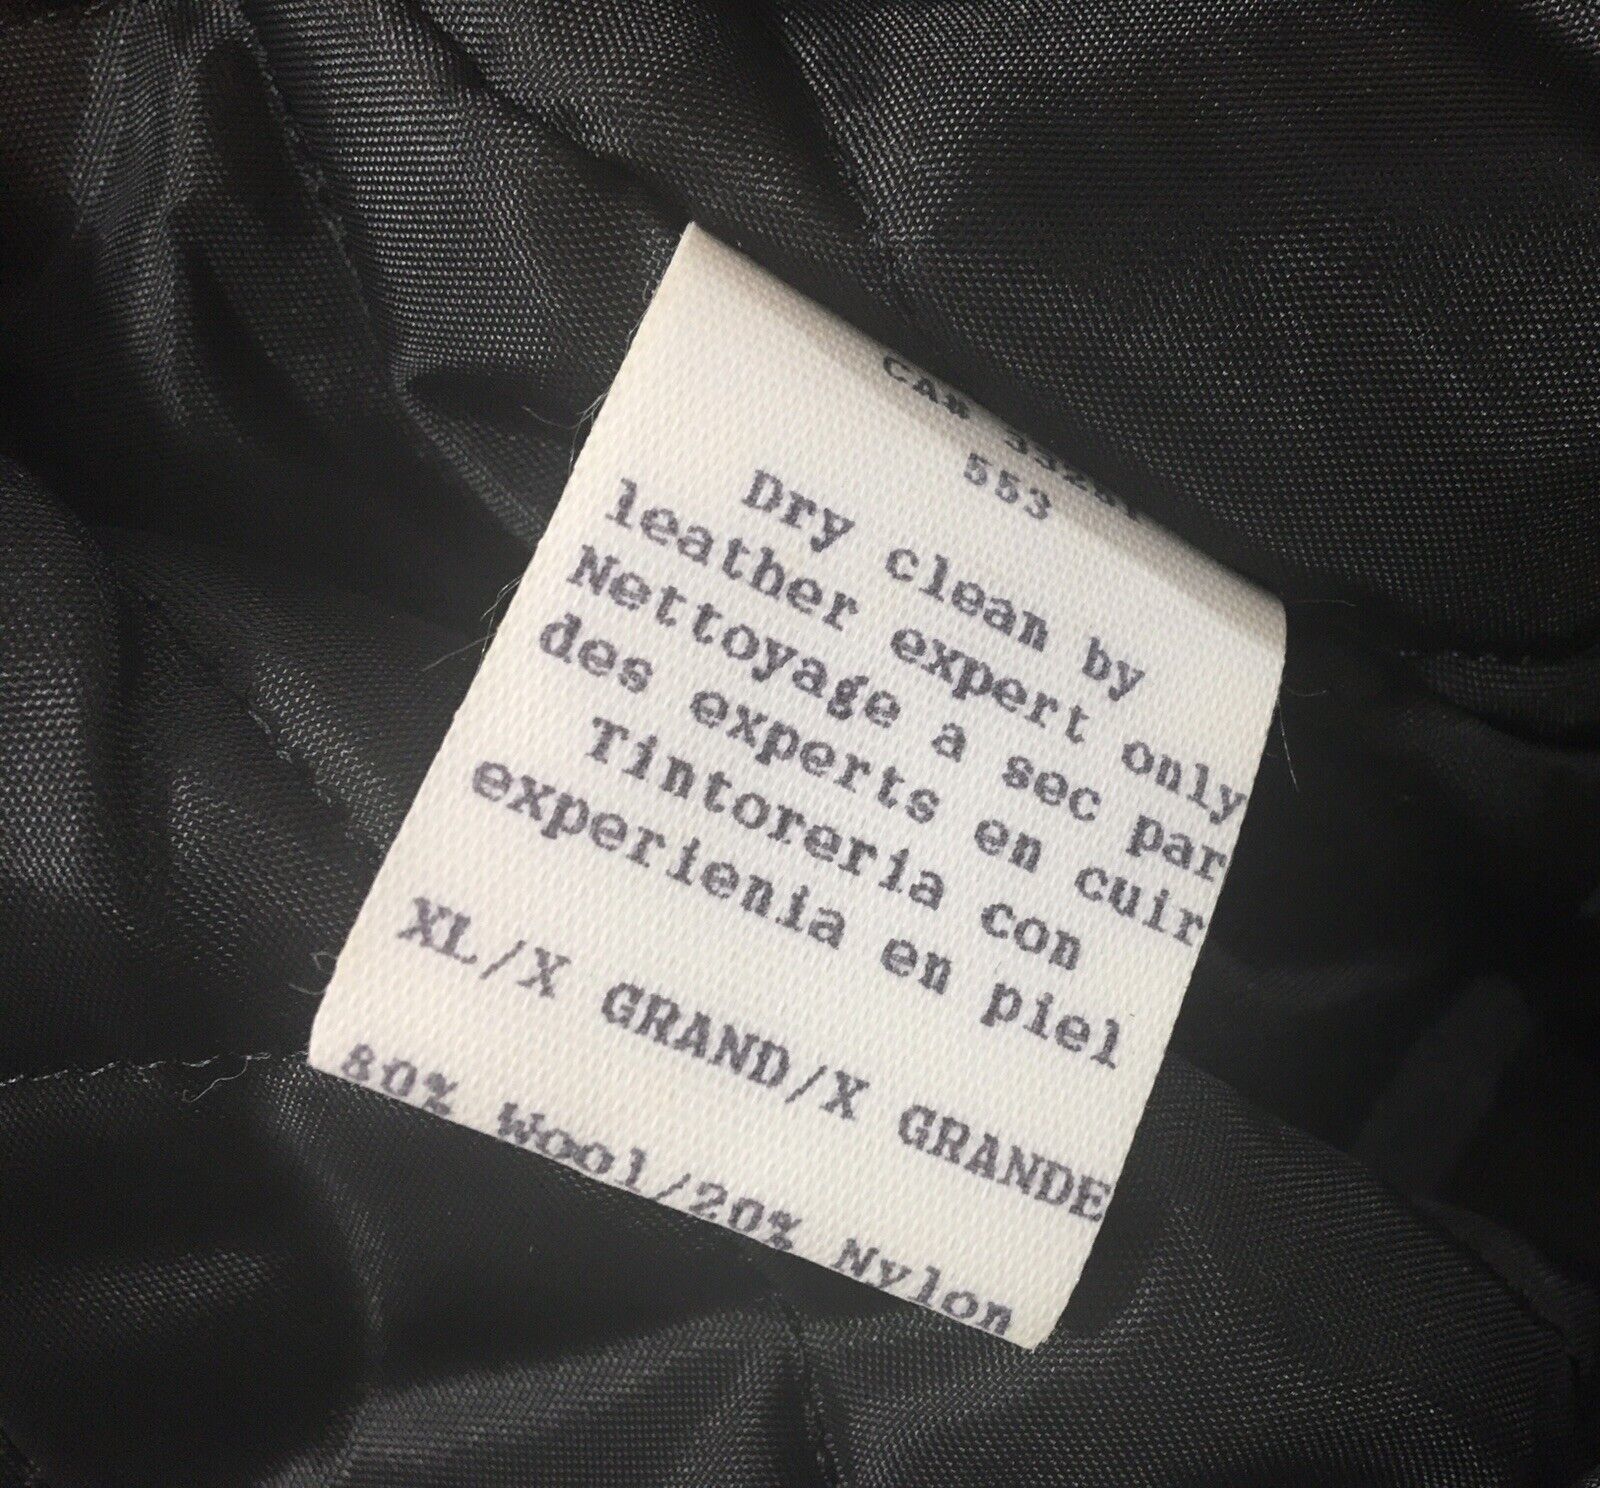 CA#
553
Dry clean by
leather expert only
Nettoyage a sec par
des experts en cuir
Tintoreria con
experienia en piel
XL/X GRAND/X GRANDE
80% Wool/20% Nylon